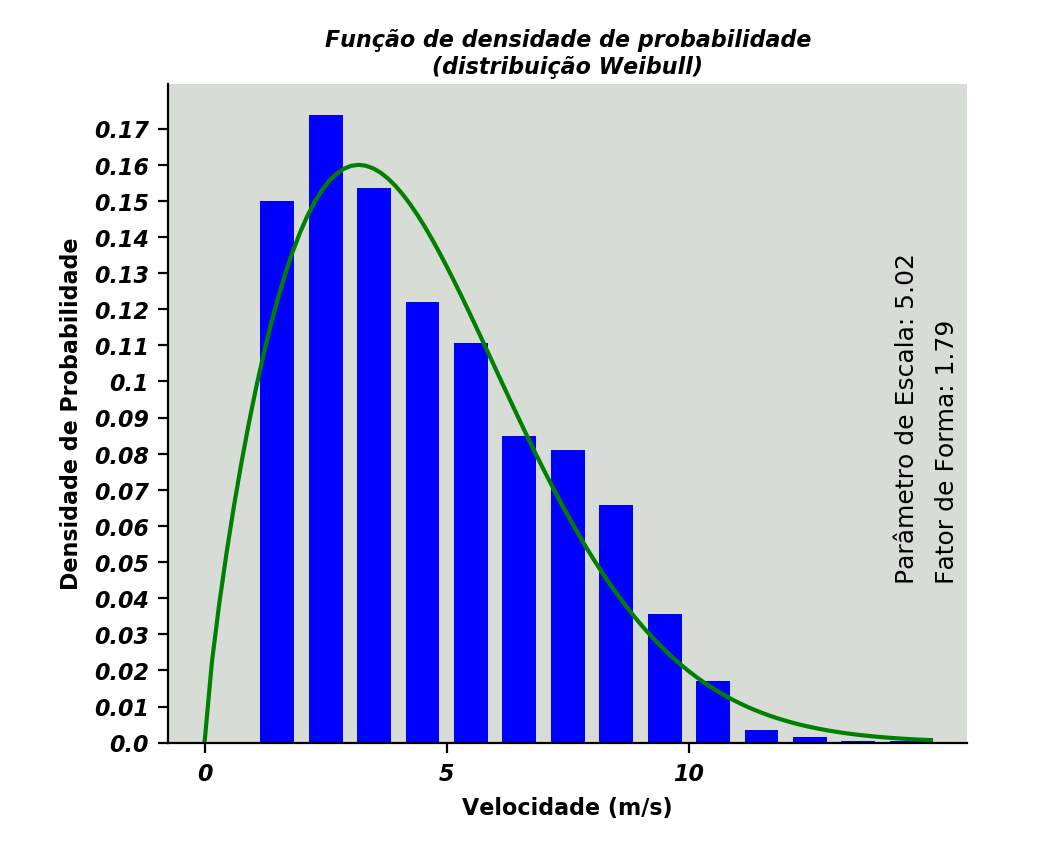 Função de densidade de probabilidade
(distribuição Weibull)
0.17
0.16
0.15
0.14
0.13
0.12
0.11
0.1
0.09
0.08
0.07
0.06
0.05
0.04
0.03
0.02
0.01
0.0
Densidade de Probabilidade
Parâmetro de Escala: 5.02
Fator de Forma: 1.79
0 5 10
Velocidade (m/s)